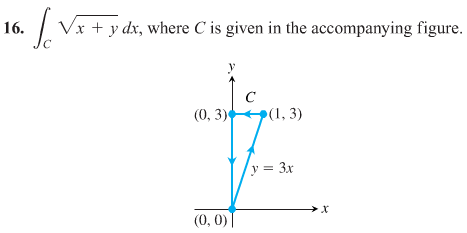 16. ∫_C √(x + y) dx, where C is given in the accompanying figure.
y
C
(0, 3) (1, 3)
y = 3x
x
(0, 0)